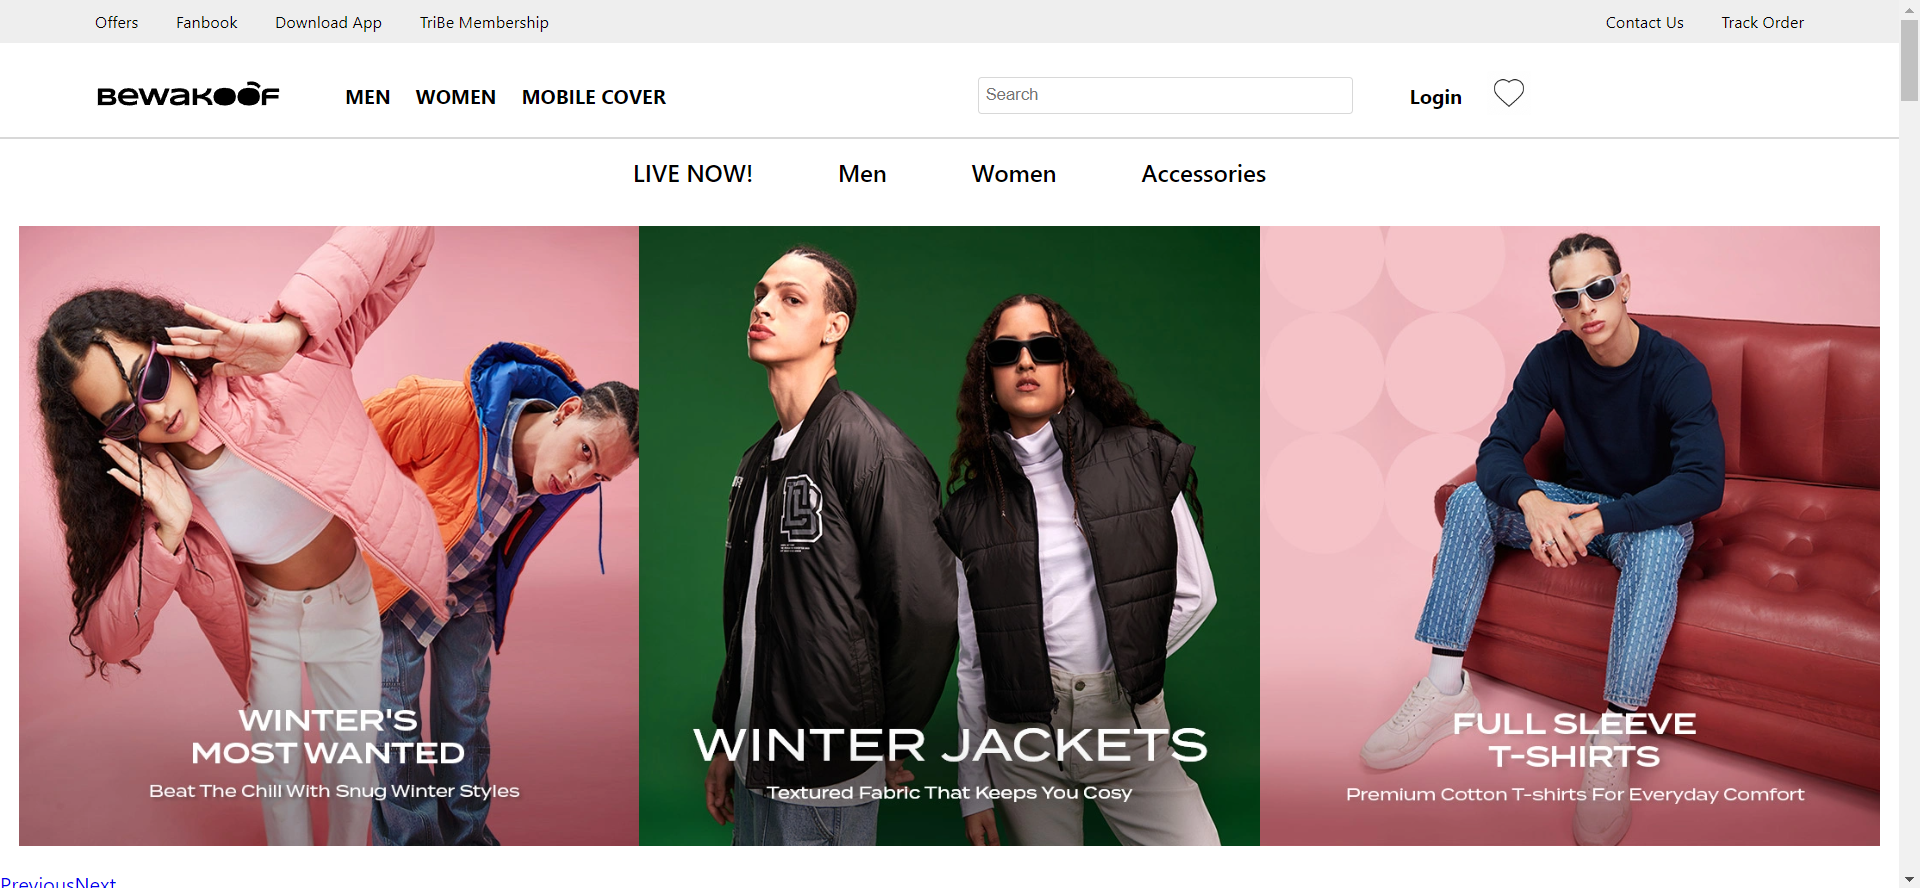 Offers Fanbook Download App TriBe Membership Contact Us Track Order
BEWAKOOF MEN WOMEN MOBILE COVER Search Login
LIVE NOW! Men Women Accessories
WINTER'S
MOST WANTED
Beat The Chill With Snug Winter Styles
WINTER JACKETS
Textured Fabric That Keeps You Cosy
FULL SLEEVE
T-SHIRTS
Premium Cotton T-shirts For Everyday Comfort
PreviousNext